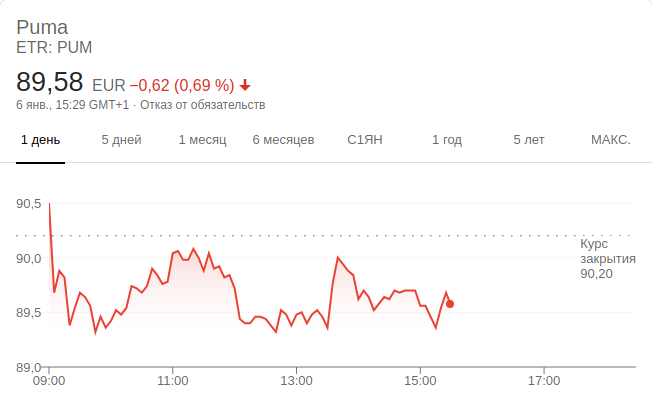 Puma
ETR: PUM
89,58 EUR −0,62 (0,69 %)
6 янв., 15:29 GMT+1 · Отказ от обязательств
1 день 5 дней 1 месяц 6 месяцев С1ЯН 1 год 5 лет МАКС.
90,5
Курс
закрытия
90,20
90,0
89,5
89,0
09:00 11:00 13:00 15:00 17:00